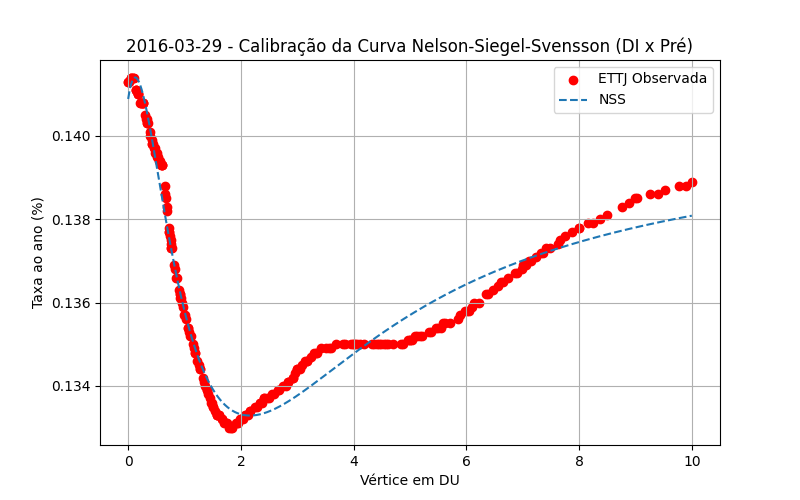 2016-03-29 - Calibração da Curva Nelson-Siegel-Svensson (DI x Pré)
ETTJ Observada
NSS
Taxa ao ano (%)
0.140
0.138
0.136
0.134
0 2 4 6 8 10
Vértice em DU